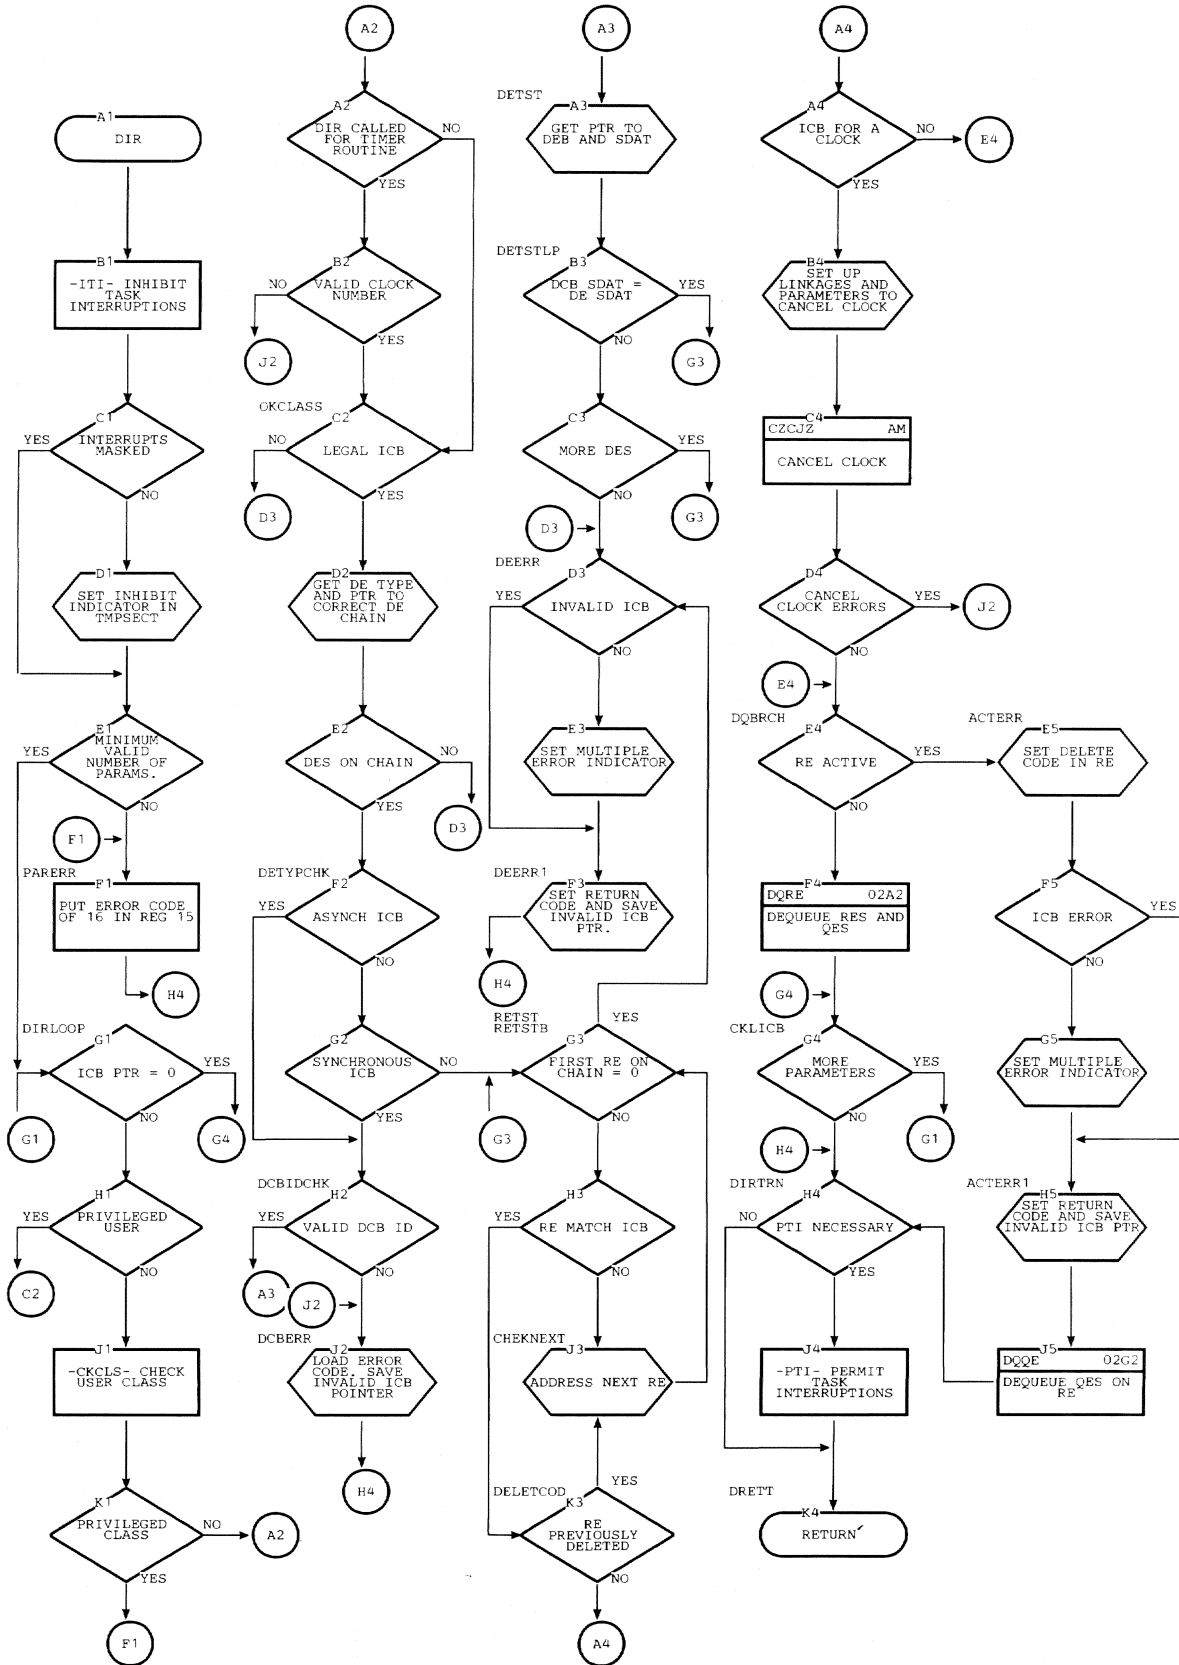 A1
DIR
B1
-ITI- INHIBIT
TASK
INTERRUPTIONS
C1
YES
INTERRUPTS
MASKED
NO
D1
SET INHIBIT
INDICATOR IN
TMPSECT
E1
YES
MINIMUM
VALID
NUMBER OF
PARAMS.
NO
F1
PARERR
F1
PUT ERROR CODE
OF 16 IN REG 15
H4
DIRLOOP
G1
ICB PTR = 0
YES
NO
G1
G4
H1
YES
PRIVILEGED
USER
NO
C2
J1
-CKCLS- CHECK
USER CLASS
K1
PRIVILEGED
CLASS
NO
A2
YES
F1
A2
A2
DIR CALLED
FOR TIMER
ROUTINE
NO
YES
B2
NO
VALID CLOCK
NUMBER
YES
J2
OKCLASS
C2
NO
LEGAL ICB
YES
D3
D2
GET DE TYPE
AND PTR TO
CORRECT DE
CHAIN
E2
DES ON CHAIN
NO
YES
D3
DETYPCHK
F2
YES
ASYNCH ICB
NO
G2
SYNCHRONOUS
ICB
NO
YES
DCBIDCHK
H2
YES
VALID DCB ID
NO
A3
J2
DCBERR
J2
LOAD ERROR
CODE, SAVE
INVALID ICB
POINTER
H4
A3
DETST
A3
GET PTR TO
DEB AND SDAT
DETSTLP
B3
DCB SDAT =
DE SDAT
YES
NO
G3
C3
MORE DES
YES
NO
G3
D3
DEERR
D3
YES
INVALID ICB
NO
E3
SET MULTIPLE
ERROR INDICATOR
DEERR1
F3
SET RETURN
CODE AND SAVE
INVALID ICB
PTR.
H4
RETST
RETSTB
YES
G3
FIRST RE ON
CHAIN = 0
NO
G3
H3
YES
RE MATCH ICB
NO
CHEKNEXT
J3
ADDRESS NEXT RE
YES
DELETCOD
K3
RE
PREVIOUSLY
DELETED
NO
A4
A4
A4
ICB FOR A
CLOCK
NO
E4
YES
B4
SET UP
LINKAGES AND
PARAMETERS TO
CANCEL CLOCK
C4
CZCJZ AM
CANCEL CLOCK
D4
CANCEL
CLOCK ERRORS
YES
J2
NO
E4
DQBRCH
E4
RE ACTIVE
YES
NO
F4
DQRE 02A2
DEQUEUE RES AND
QES
G4
CKLICB
G4
MORE
PARAMETERS
YES
NO
G1
H4
DIRTRN
H4
NO
PTI NECESSARY
YES
J4
-PTI- PERMIT
TASK
INTERRUPTIONS
DRETT
K4
RETURN
ACTERR
E5
SET DELETE
CODE IN RE
F5
ICB ERROR
YES
NO
G5
SET MULTIPLE
ERROR INDICATOR
ACTERR1
H5
SET RETURN
CODE AND SAVE
INVALID ICB PTR
J5
DQQE 02G2
DEQUEUE QES ON
RE